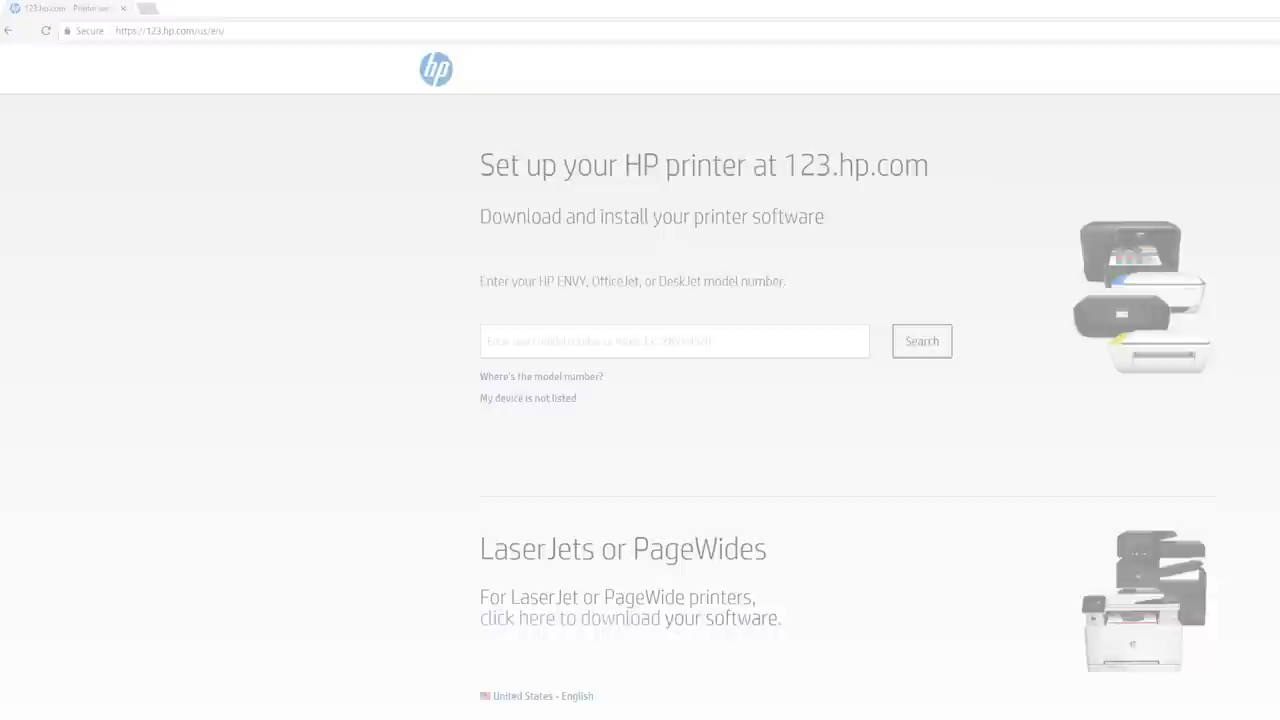 123.hp.com
Secure
https://123.hp.com/us/en/
hp
Set up your HP printer at 123.hp.com
Download and install your printer software
Enter your HP ENVY, OfficeJet, or DeskJet model number.
Search
Where's the model number?
My device is not listed
LaserJets or PageWides
For LaserJet or PageWide printers,
click here to download your software.
United States - English